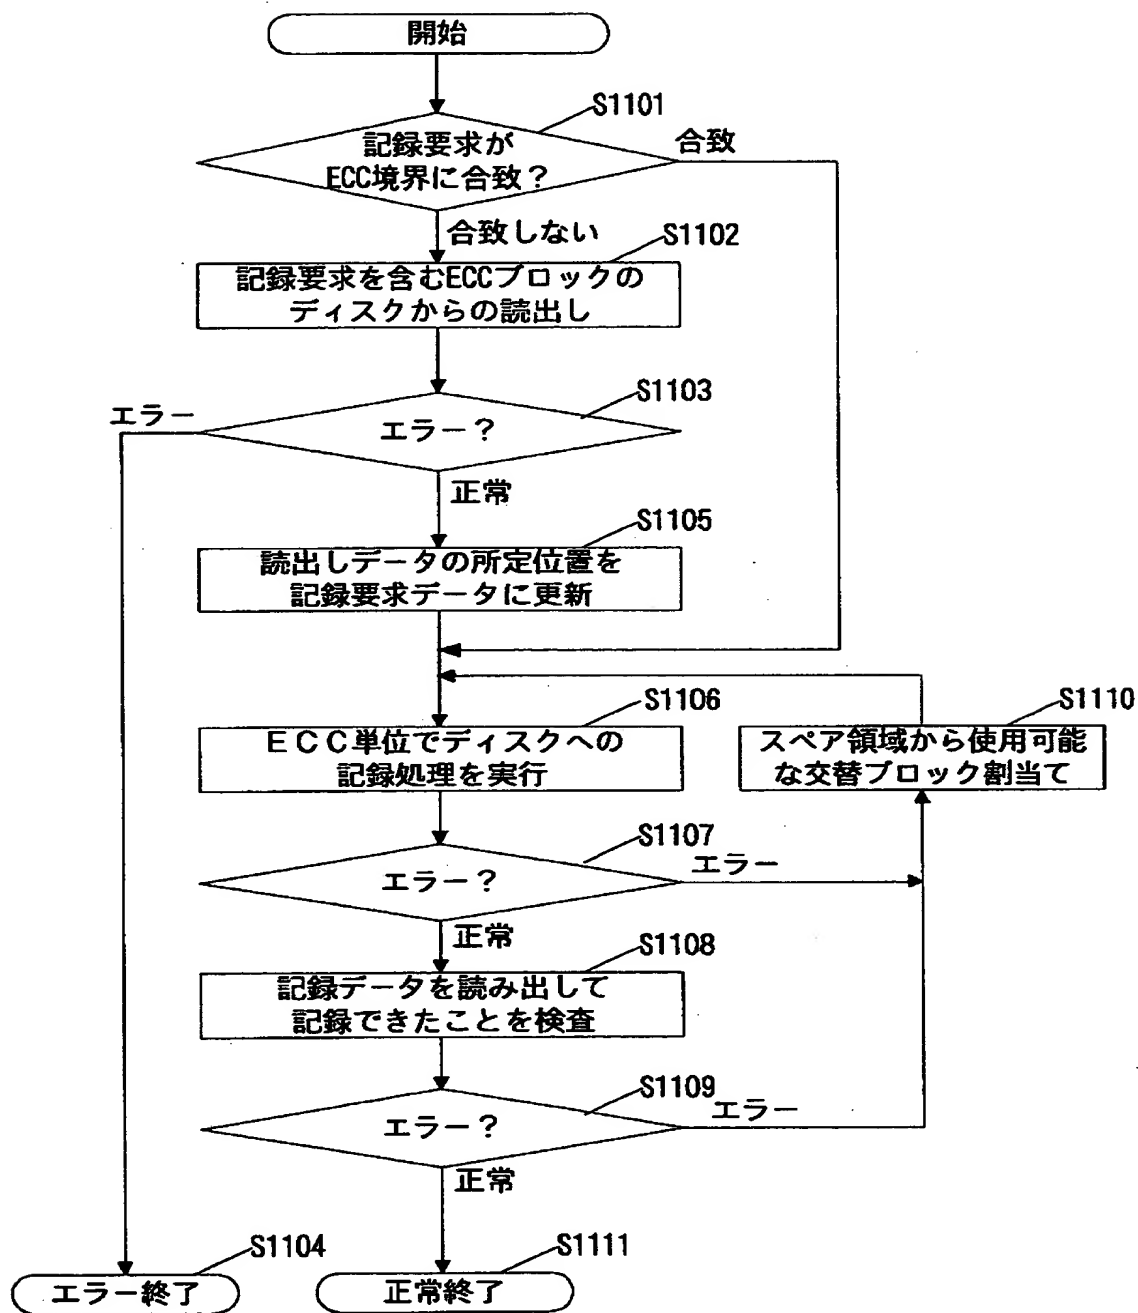 開始
S1101
記録要求が
ECC境界に合致？
合致
合致しない
S1102
記録要求を含むECCブロックの
ディスクからの読出し
S1103
エラー
エラー？
正常
S1105
読出しデータの所定位置を
記録要求データに更新
S1106
ＥＣＣ単位でディスクへの
記録処理を実行
S1110
スペア領域から使用可能
な交替ブロック割当て
S1107
エラー？
エラー
正常
S1108
記録データを読み出して
記録できたことを検査
S1109
エラー？
エラー
正常
S1104
エラー終了
S1111
正常終了